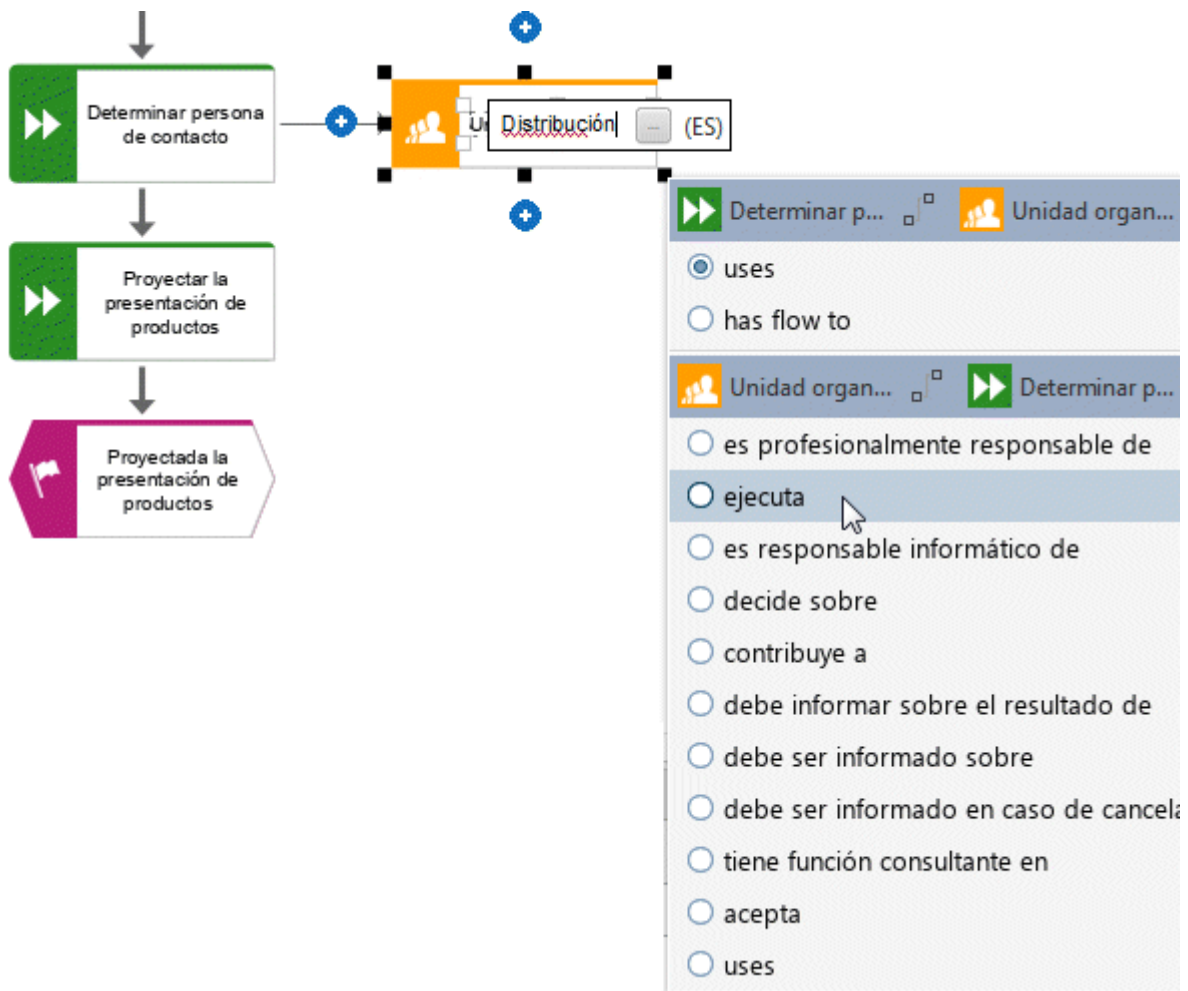 Determinar persona
de contacto
Un
Distribución
...
(ES)
Proyectar la
presentación de
productos
Proyectada la
presentación de
productos
Determinar p...
Unidad organ...
uses
has flow to
Unidad organ...
Determinar p...
es profesionalmente responsable de
ejecuta
es responsable informático de
decide sobre
contribuye a
debe informar sobre el resultado de
debe ser informado sobre
debe ser informado en caso de cancela
tiene función consultante en
acepta
uses